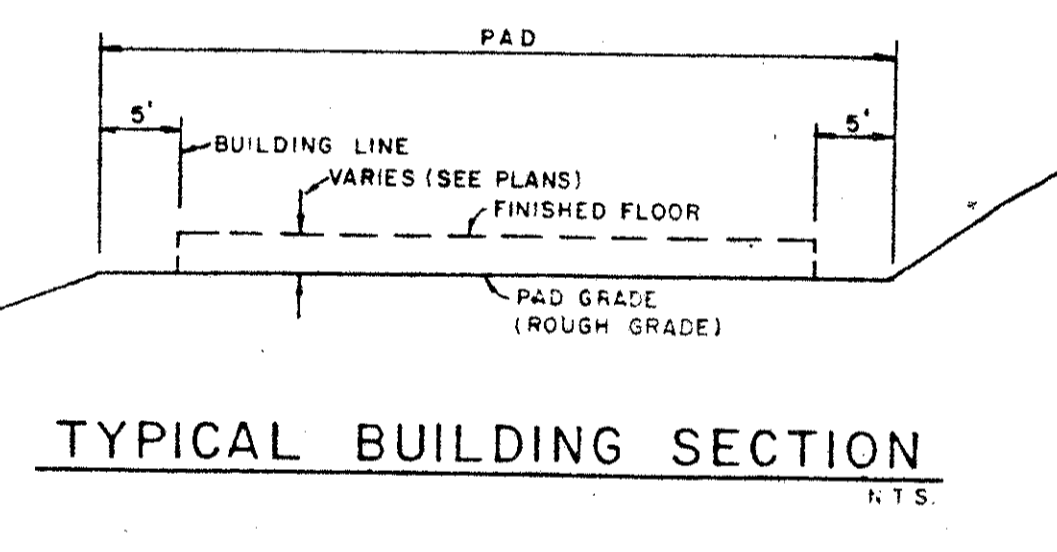 PAD
5'
5'
BUILDING LINE
VARIES (SEE PLANS)
FINISHED FLOOR
PAD GRADE
(ROUGH GRADE)
TYPICAL BUILDING SECTION
N.T.S.